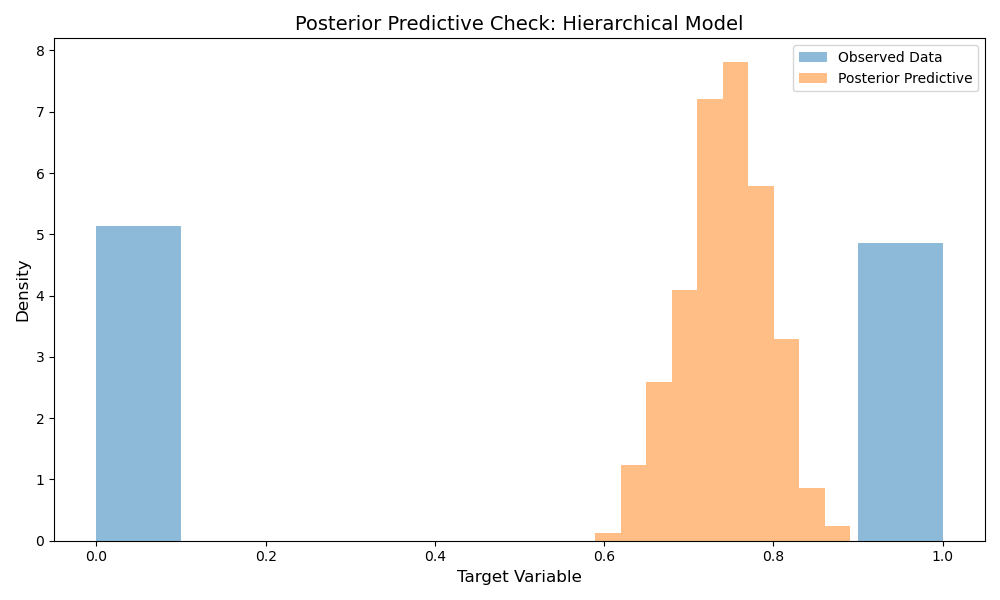 Posterior Predictive Check: Hierarchical Model
Observed Data
Posterior Predictive
8
7
6
5
4
3
2
1
0
Density
0.0 0.2 0.4 0.6 0.8 1.0
Target Variable